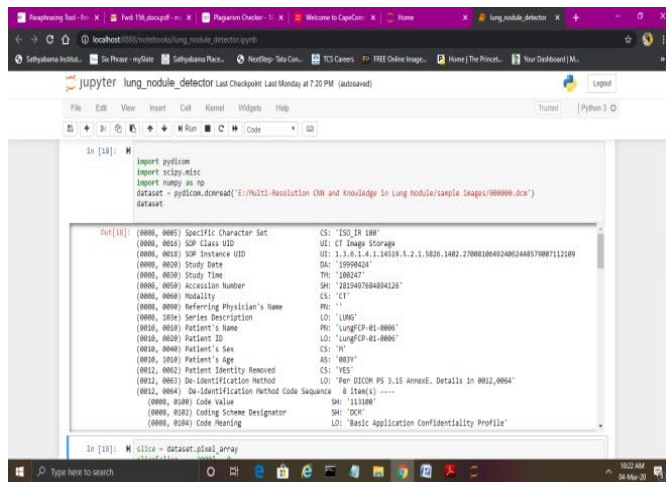 Paraphrasing Tool - Fre
Fwd: 156_docx.pdf - m
Plagiarism Checker - 1
Welcome to CapeCom
Home
lung_nodule_detector
localhost:8888/notebooks/lung_nodule_detector.ipynb
Sathyabama Institut...
Six Phrase - mySlate
Sathyabama Place...
NextStep- Tata Con...
TCS Careers
FREE Online Image...
Home | The Princet...
Your Dashboard | M...
jupyter lung_nodule_detector Last Checkpoint: Last Monday at 7:20 PM (autosaved)
Logout
File Edit View Insert Cell Kernel Widgets Help
Trusted
Python 3
Run
Code
In [18]:
import pydicom
import scipy.misc
import numpy as np
dataset = pydicom.dcmread('E:/Multi-Resolution CNN and Knowledge in Lung Nodule/sample images/000000.dcm')
dataset
Out[18]: (0008, 0005) Specific Character Set CS: 'ISO_IR 100'
(0008, 0016) SOP Class UID UI: CT Image Storage
(0008, 0018) SOP Instance UID UI:
(0008, 0020) Study Date DA: '19990424'
(0008, 0030) Study Time TM: '100247'
(0008, 0050) Accession Number SH: '2819497684894126'
(0008, 0060) Modality CS: 'CT'
(0008, 0090) Referring Physician's Name PN: ''
(0008, 103e) Series Description LO: 'LUNG'
(0010, 0010) Patient's Name PN: 'LungFCP-01-0006'
(0010, 0020) Patient ID LO: 'LungFCP-01-0006'
(0010, 0040) Patient's Sex CS: 'M'
(0010, 1010) Patient's Age AS: '083Y'
(0012, 0062) Patient Identity Removed CS: 'YES'
(0012, 0063) De-identification Method LO: 'Per DICOM PS 3.15 AnnexE. Details in 0012,0064'
(0012, 0064) De-identification Method Code Sequence 8 item(s) ----
(0008, 0100) Code Value SH: '113100'
(0008, 0102) Coding Scheme Designator SH: 'DCM'
(0008, 0104) Code Meaning LO: 'Basic Application Confidentiality Profile'
In [19]: slice = dataset.pixel_array
Type here to search
10:22 AM
04-Mar-20